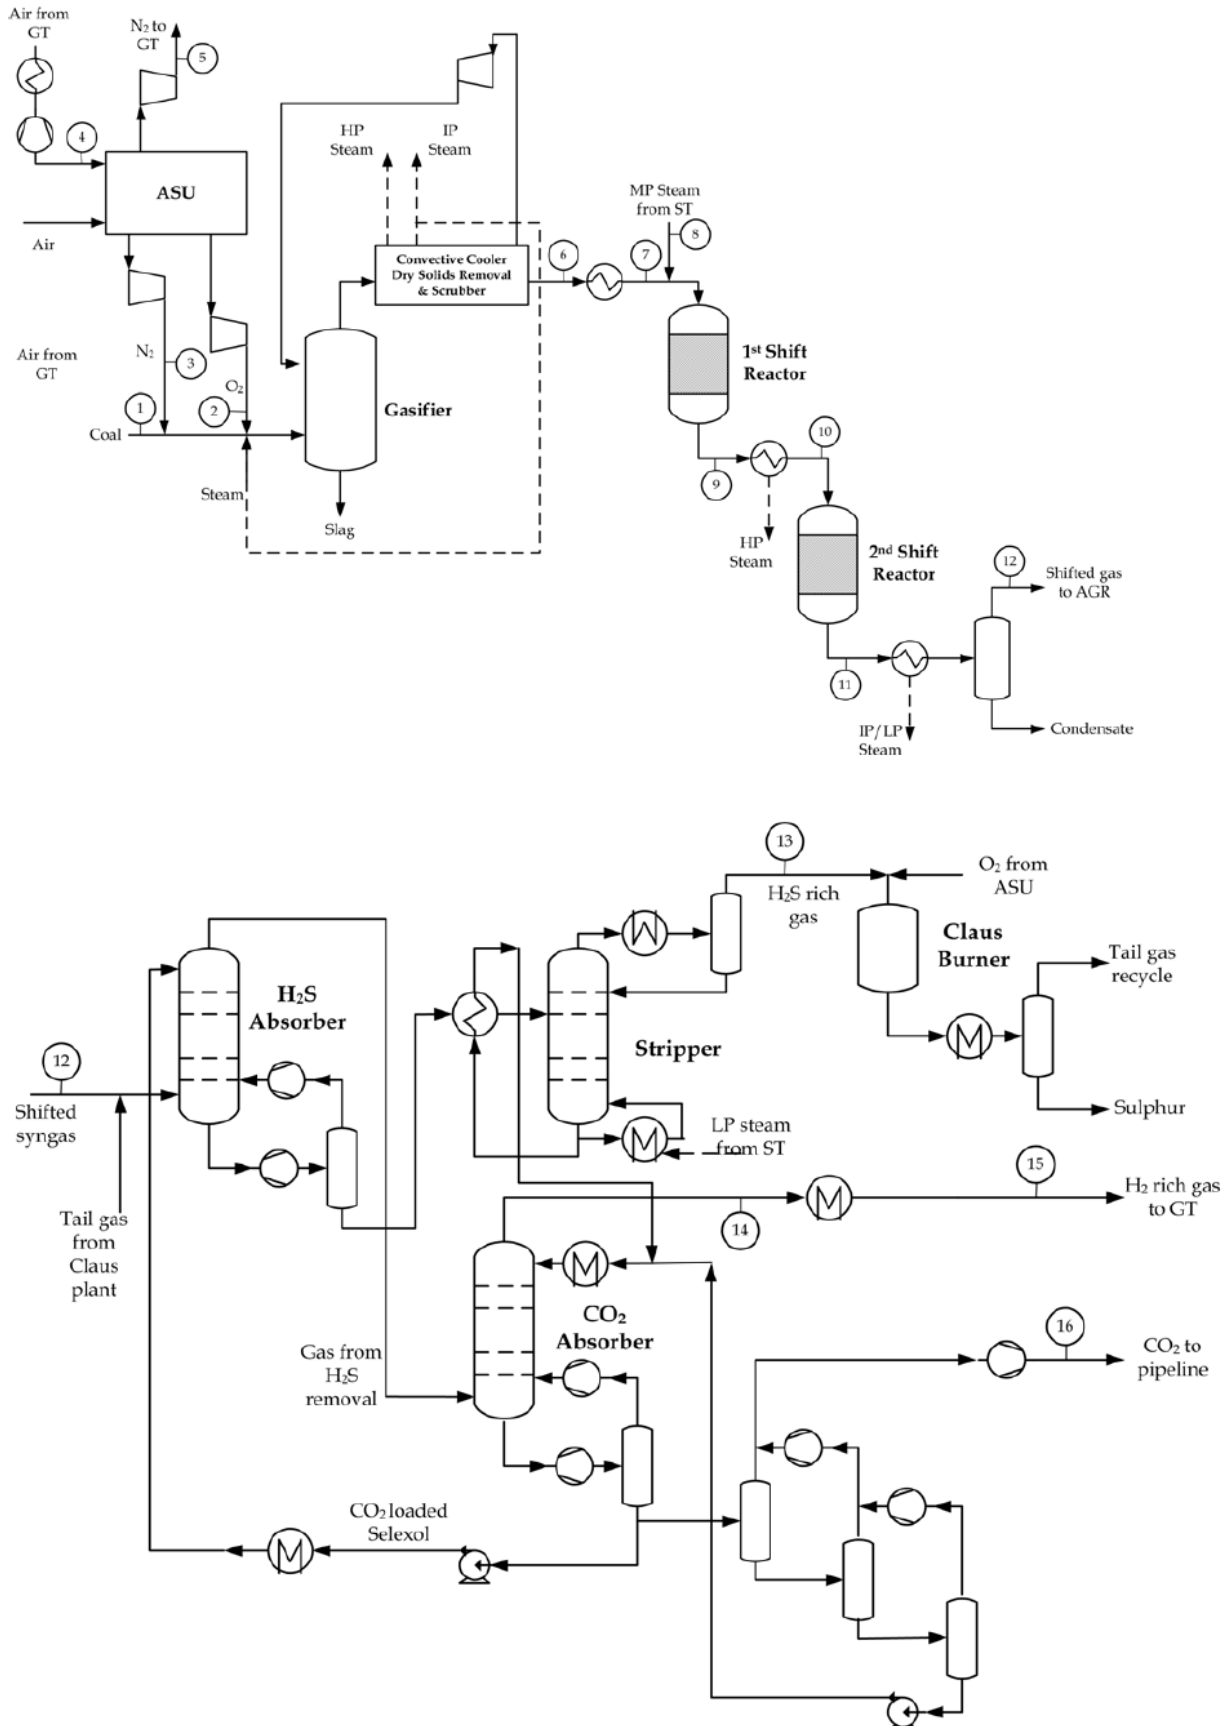 Air from
GT
N₂ to
GT
5
4
ASU
Air
HP
Steam
IP
Steam
MP Steam
from ST
8
Convective Cooler
Dry Solids Removal
& Scrubber
6
7
1st Shift
Reactor
Air from
GT
N₂
3
O₂
2
1
Coal
Gasifier
Steam
Slag
10
9
HP
Steam
2nd Shift
Reactor
12
Shifted gas
to AGR
11
IP/LP
Steam
Condensate
13
H₂S rich
gas
O₂ from
ASU
Claus
Burner
Tail gas
recycle
H₂S
Absorber
Stripper
12
Shifted
syngas
LP steam
from ST
Sulphur
Tail gas
from
Claus
plant
14
15
H₂ rich gas
to GT
CO₂
Absorber
Gas from
H₂S
removal
16
CO₂ to
pipeline
CO₂ loaded
Selexol